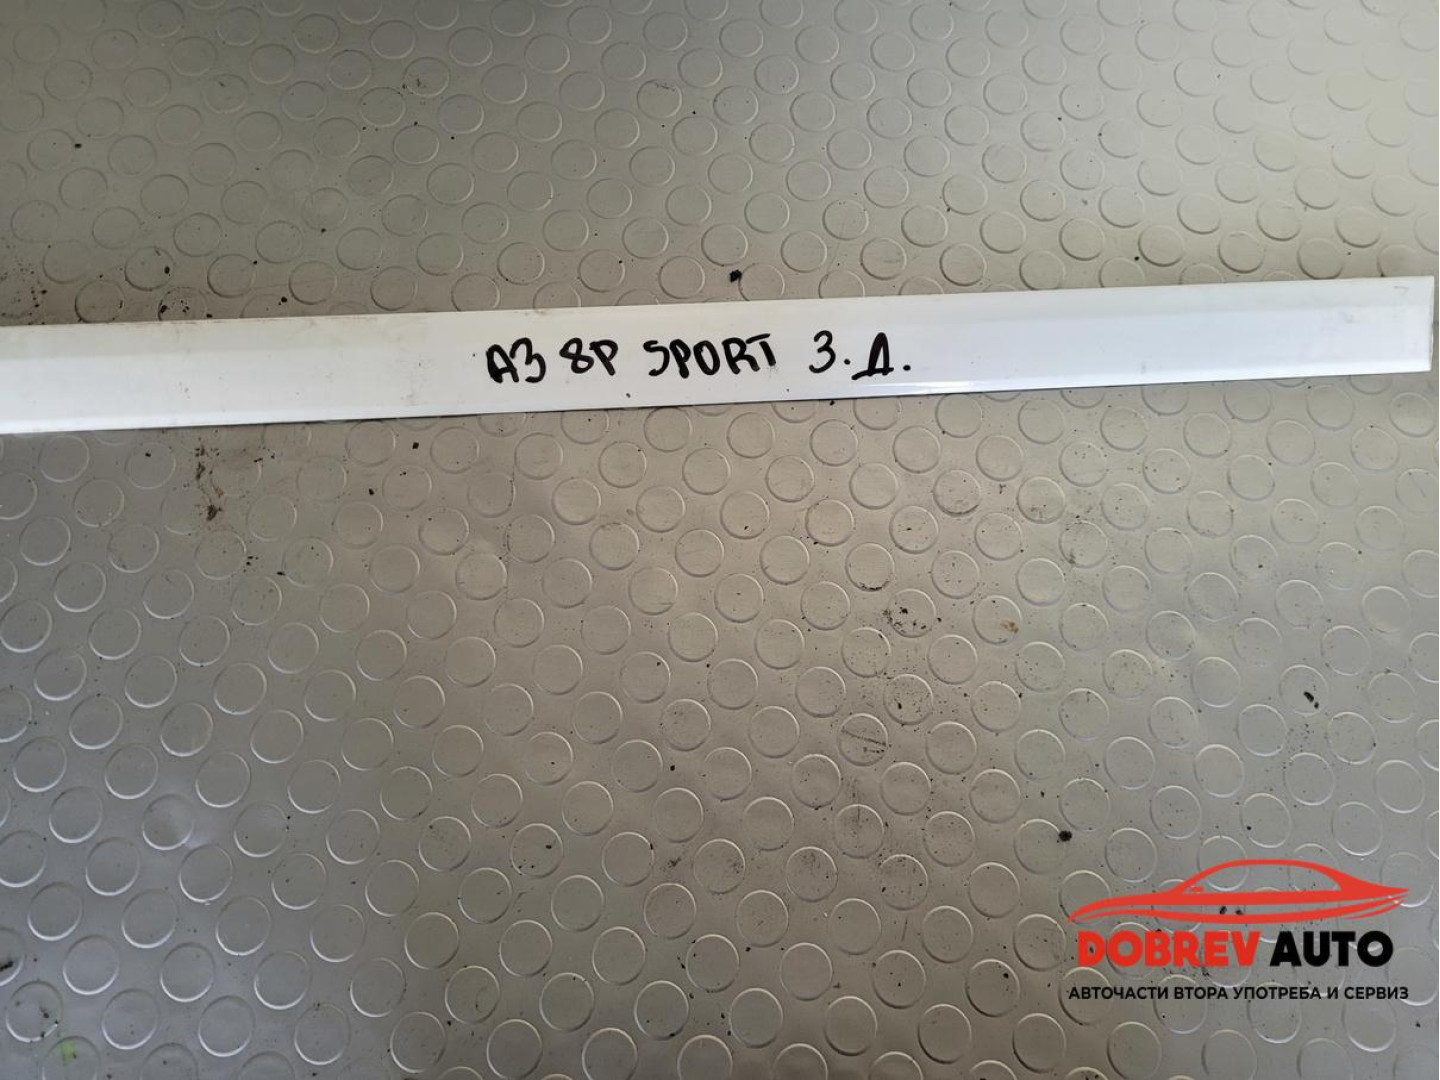 A3 8P SPORT 3.Д.
DOBREV AUTO
АВТОЧАСТИ ВТОРА УПОТРЕБА И СЕРВИЗ